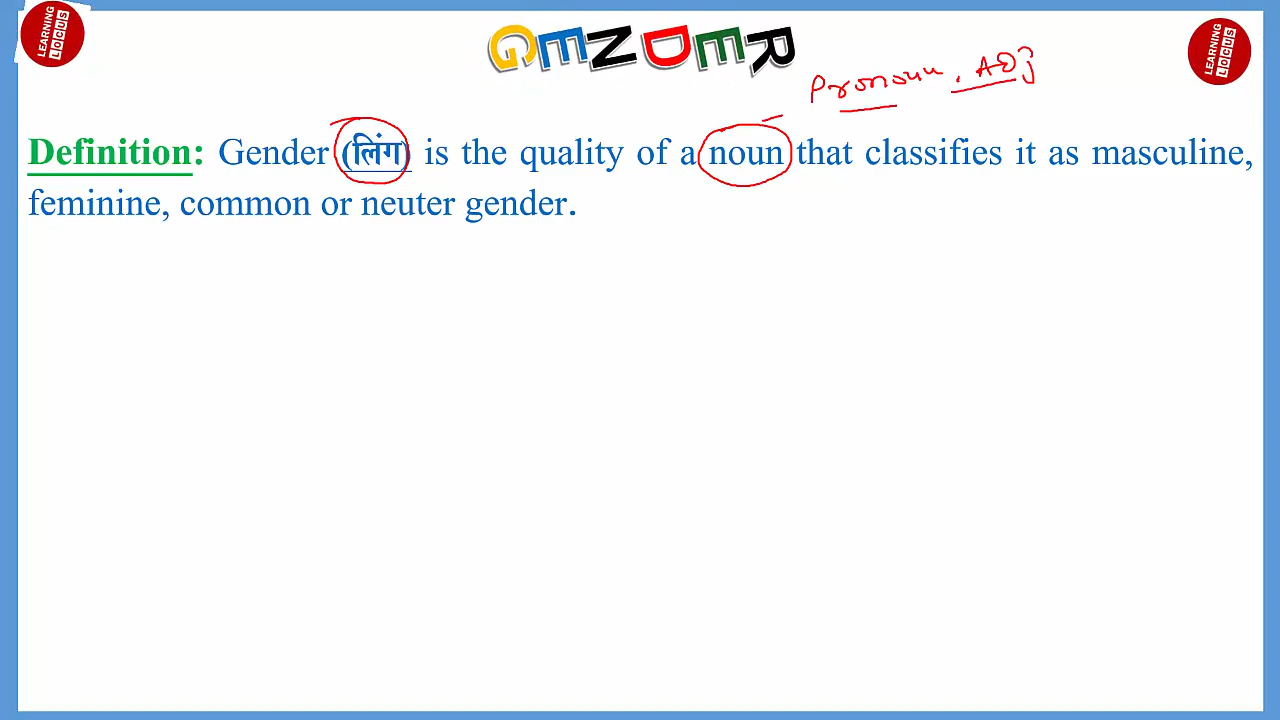 LEARNING
LOCUS
GENDER
LEARNING
LOCUS
Pronoun, ADj
Definition: Gender (लिंग) is the quality of a noun that classifies it as masculine,
feminine, common or neuter gender.